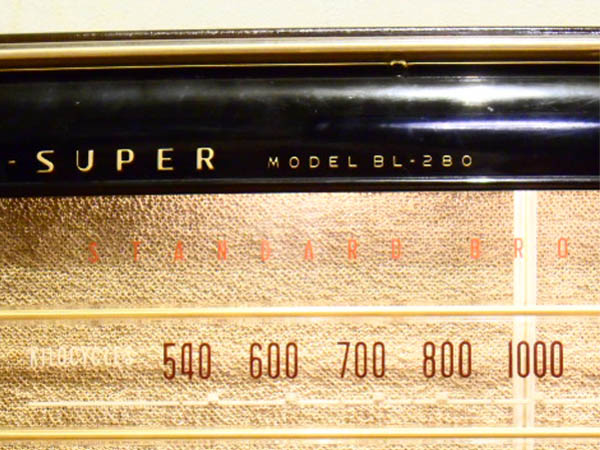 - SUPER MODEL BL-280
STANDARD BRO
KILOCYCLES 540 600 700 800 1000